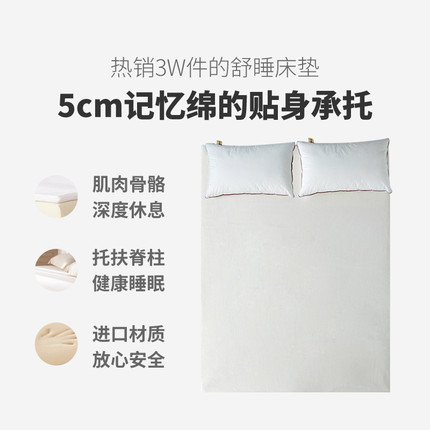 热销3W件的舒睡床垫
5cm记忆绵的贴身承托
肌肉骨骼
深度休息
托扶脊柱
健康睡眠
进口材质
放心安全